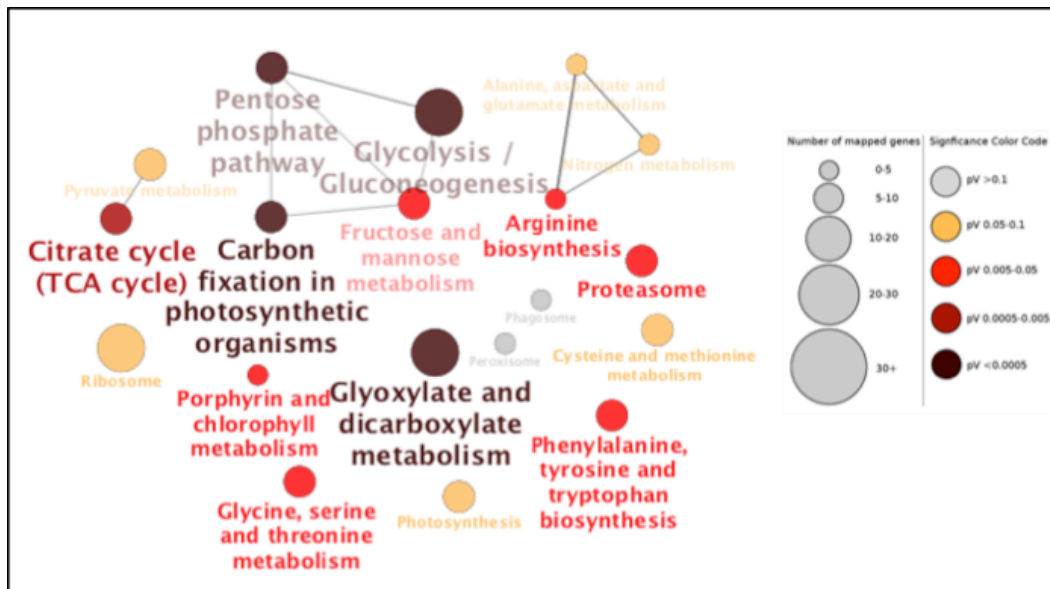 Pentose
phosphate
pathway
Glycolysis /
Gluconeogenesis
Alanine, aspartate and
glutamate metabolism
Nitrogen metabolism
Pyruvate metabolism
Citrate cycle
(TCA cycle)
Carbon
fixation in
photosynthetic
organisms
Fructose and
mannose
metabolism
Arginine
biosynthesis
Proteasome
Phagosome
Peroxisome
Cysteine and methionine
metabolism
Ribosome
Porphyrin and
chlorophyll
metabolism
Glyoxylate and
dicarboxylate
metabolism
Phenylalanine,
tyrosine and
tryptophan
biosynthesis
Glycine, serine
and threonine
metabolism
Photosynthesis
Number of mapped genes
0-5
5-10
10-20
20-30
30+
Signficance Color Code
pV >0.1
pV 0.05-0.1
pV 0.005-0.05
pV 0.0005-0.005
pV <0.0005